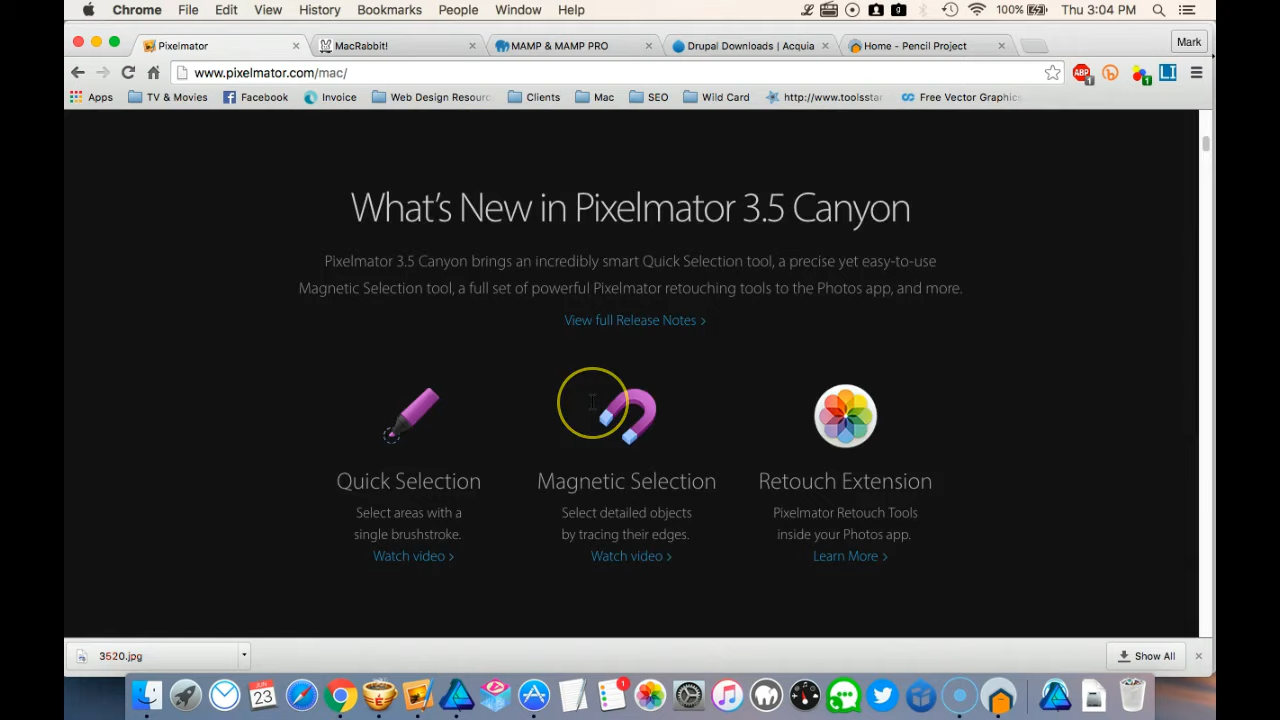 Chrome File Edit View History Bookmarks People Window Help 100% Thu 3:04 PM
Pixelmator MacRabbit! MAMP & MAMP PRO Drupal Downloads | Acquia Home - Pencil Project Mark
www.pixelmator.com/mac/
Apps TV & Movies Facebook Invoice Web Design Resourc Clients Mac SEO Wild Card http://www.toolsstar Free Vector Graphics
What's New in Pixelmator 3.5 Canyon
Pixelmator 3.5 Canyon brings an incredibly smart Quick Selection tool, a precise yet easy-to-use
Magnetic Selection tool, a full set of powerful Pixelmator retouching tools to the Photos app, and more.
View full Release Notes >
Quick Selection Magnetic Selection Retouch Extension
Select areas with a Select detailed objects Pixelmator Retouch Tools
single brushstroke. by tracing their edges. inside your Photos app.
Watch video > Watch video > Learn More >
3520.jpg Show All
JUN
23
1